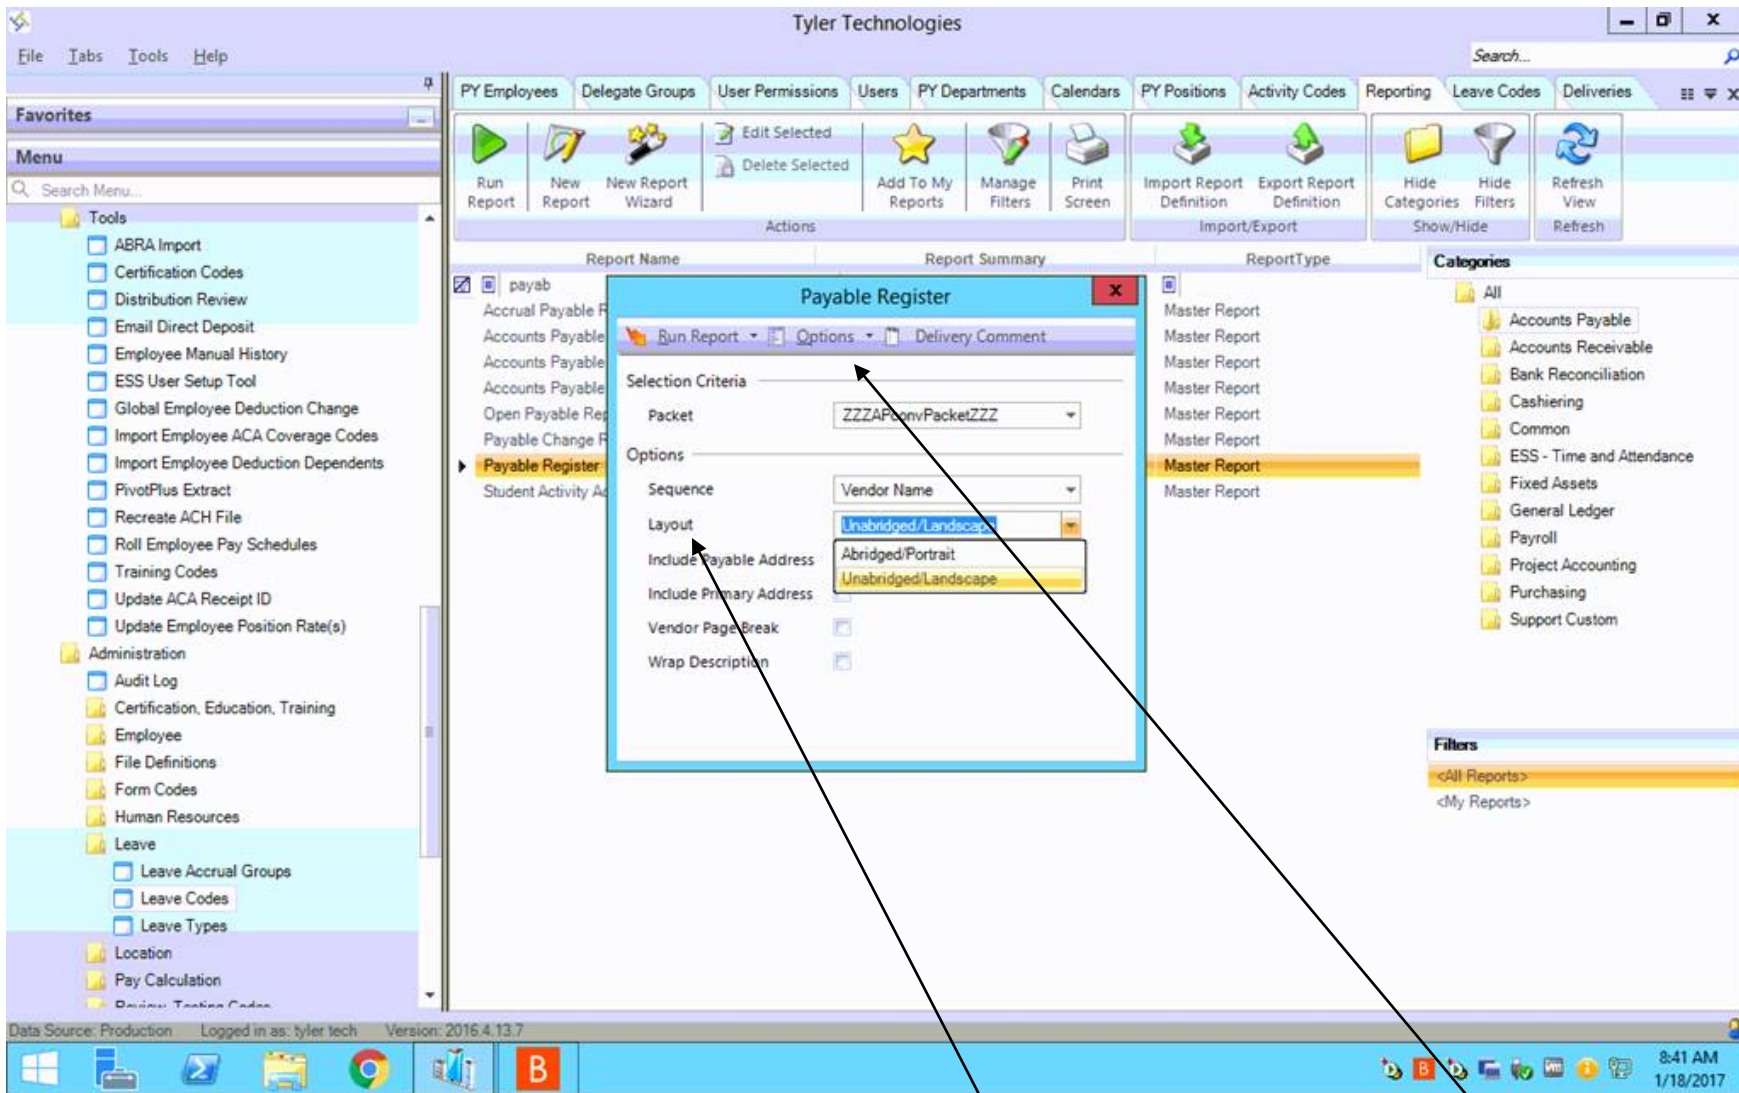 Tyler Technologies
File Tabs Tools Help
Search...
Favorites
Menu
Search Menu...
Tools
ABRA Import
Certification Codes
Distribution Review
Email Direct Deposit
Employee Manual History
ESS User Setup Tool
Global Employee Deduction Change
Import Employee ACA Coverage Codes
Import Employee Deduction Dependents
PivotPlus Extract
Recreate ACH File
Roll Employee Pay Schedules
Training Codes
Update ACA Receipt ID
Update Employee Position Rate(s)
Administration
Audit Log
Certification, Education, Training
Employee
File Definitions
Form Codes
Human Resources
Leave
Leave Accrual Groups
Leave Codes
Leave Types
Location
Pay Calculation
PY Employees Delegate Groups User Permissions Users PY Departments Calendars PY Positions Activity Codes Reporting Leave Codes Deliveries
Run Report
New Report
New Report Wizard
Edit Selected
Delete Selected
Add To My Reports
Manage Filters
Print Screen
Actions
Import Report Definition
Export Report Definition
Import/Export
Hide Categories
Hide Filters
Show/Hide
Refresh View
Refresh
Report Name Report Summary ReportType
payab
Accrual Payable R Master Report
Accounts Payable Master Report
Accounts Payable Master Report
Accounts Payable Master Report
Open Payable Rep Master Report
Payable Change R Master Report
Payable Register Master Report
Student Activity Ac Master Report
Payable Register
Run Report Options Delivery Comment
Selection Criteria
Packet ZZZAPconvPacketZZZ
Options
Sequence Vendor Name
Layout Unabridged/Landscape
Abridged/Portrait
Unabridged/Landscape
Include Payable Address
Include Primary Address
Vendor Page Break
Wrap Description
Categories
All
Accounts Payable
Accounts Receivable
Bank Reconciliation
Cashiering
Common
ESS - Time and Attendance
Fixed Assets
General Ledger
Payroll
Project Accounting
Purchasing
Support Custom
Filters
<All Reports>
<My Reports>
Data Source: Production Logged in as: tyler tech Version: 2016.4.13.7
B
8:41 AM
1/18/2017